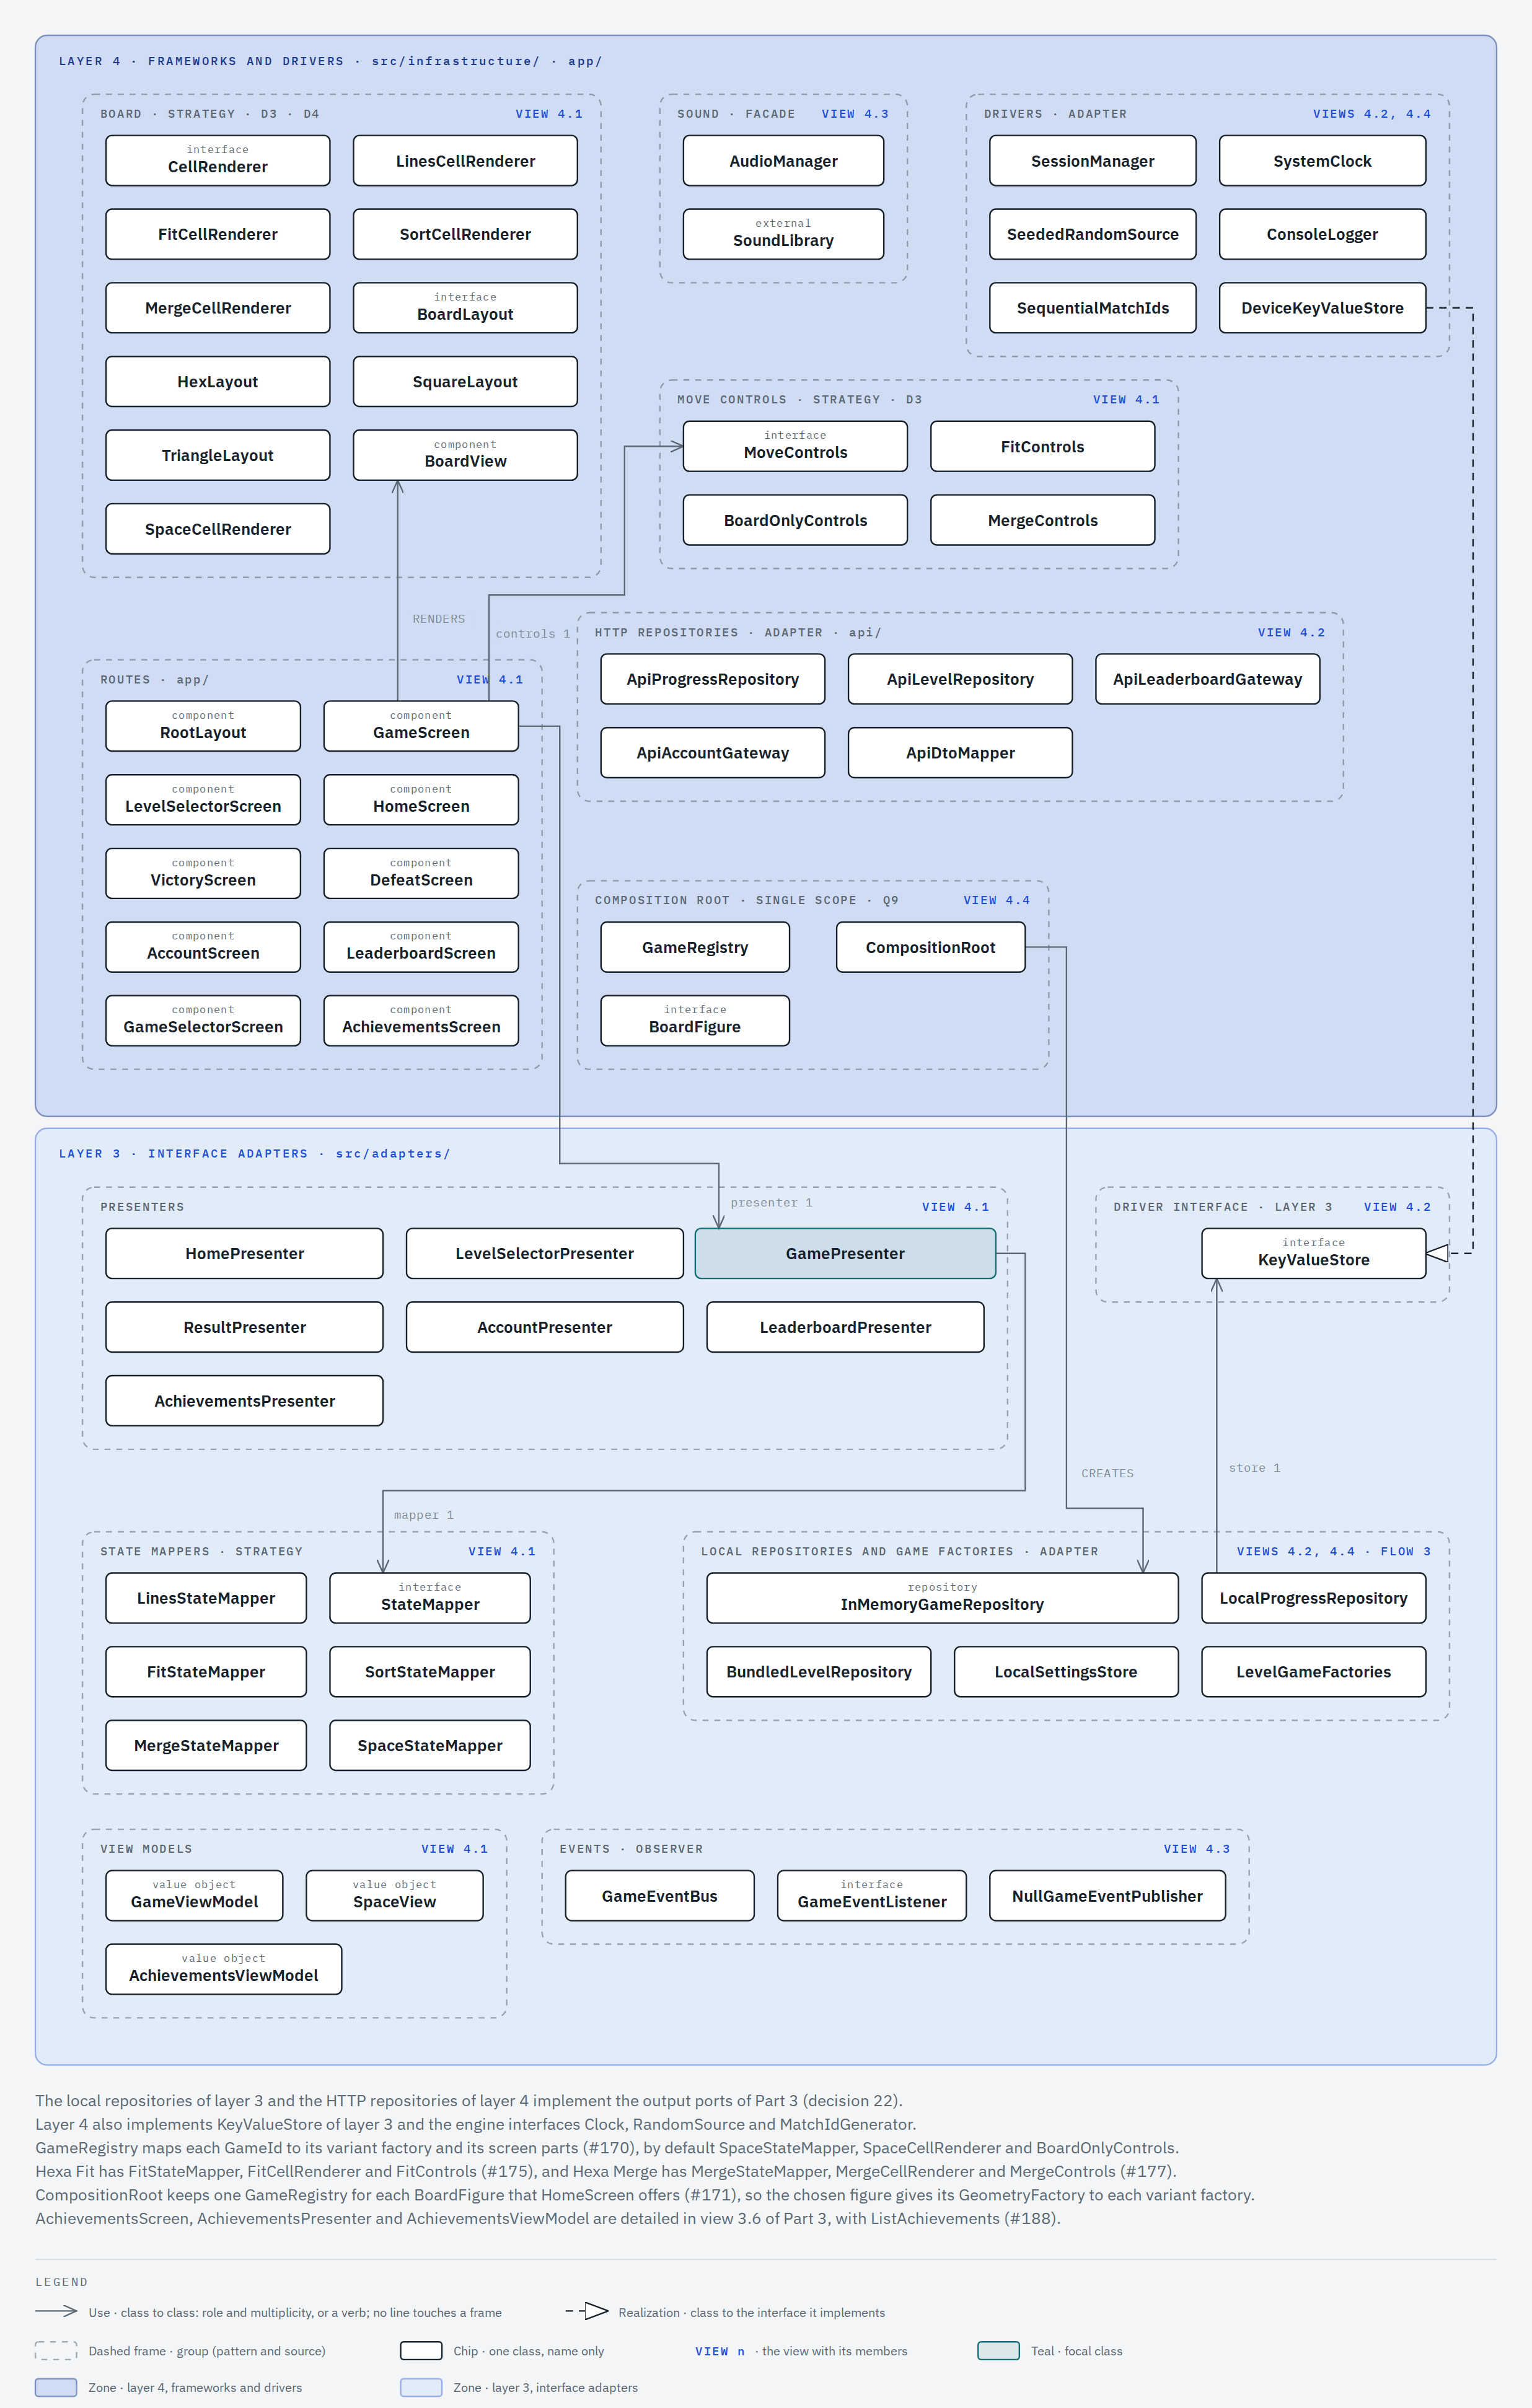 LAYER 4 · FRAMEWORKS AND DRIVERS · src/infrastructure/ · app/
BOARD · STRATEGY · D3 · D4
VIEW 4.1
interface
CellRenderer
LinesCellRenderer
FitCellRenderer
SortCellRenderer
MergeCellRenderer
interface
BoardLayout
HexLayout
SquareLayout
TriangleLayout
component
BoardView
SpaceCellRenderer
SOUND · FACADE
VIEW 4.3
AudioManager
external
SoundLibrary
DRIVERS · ADAPTER
VIEWS 4.2, 4.4
SessionManager
SystemClock
SeededRandomSource
ConsoleLogger
SequentialMatchIds
DeviceKeyValueStore
MOVE CONTROLS · STRATEGY · D3
VIEW 4.1
interface
MoveControls
FitControls
BoardOnlyControls
MergeControls
RENDERS
controls 1
HTTP REPOSITORIES · ADAPTER · api/
VIEW 4.2
ApiProgressRepository
ApiLevelRepository
ApiLeaderboardGateway
ApiAccountGateway
ApiDtoMapper
ROUTES · app/
VIEW 4.1
component
RootLayout
component
GameScreen
component
LevelSelectorScreen
component
HomeScreen
component
VictoryScreen
component
DefeatScreen
component
AccountScreen
component
LeaderboardScreen
component
GameSelectorScreen
component
AchievementsScreen
COMPOSITION ROOT · SINGLE SCOPE · Q9
VIEW 4.4
GameRegistry
CompositionRoot
interface
BoardFigure
LAYER 3 · INTERFACE ADAPTERS · src/adapters/
PRESENTERS
presenter 1
VIEW 4.1
HomePresenter
LevelSelectorPresenter
GamePresenter
ResultPresenter
AccountPresenter
LeaderboardPresenter
AchievementsPresenter
DRIVER INTERFACE · LAYER 3
VIEW 4.2
interface
KeyValueStore
CREATES
store 1
mapper 1
STATE MAPPERS · STRATEGY
VIEW 4.1
LinesStateMapper
interface
StateMapper
FitStateMapper
SortStateMapper
MergeStateMapper
SpaceStateMapper
LOCAL REPOSITORIES AND GAME FACTORIES · ADAPTER
VIEWS 4.2, 4.4 · FLOW 3
repository
InMemoryGameRepository
LocalProgressRepository
BundledLevelRepository
LocalSettingsStore
LevelGameFactories
VIEW MODELS
VIEW 4.1
value object
GameViewModel
value object
SpaceView
value object
AchievementsViewModel
EVENTS · OBSERVER
VIEW 4.3
GameEventBus
interface
GameEventListener
NullGameEventPublisher
The local repositories of layer 3 and the HTTP repositories of layer 4 implement the output ports of Part 3 (decision 22).
Layer 4 also implements KeyValueStore of layer 3 and the engine interfaces Clock, RandomSource and MatchIdGenerator.
GameRegistry maps each GameId to its variant factory and its screen parts (#170), by default SpaceStateMapper, SpaceCellRenderer and BoardOnlyControls.
Hexa Fit has FitStateMapper, FitCellRenderer and FitControls (#175), and Hexa Merge has MergeStateMapper, MergeCellRenderer and MergeControls (#177).
CompositionRoot keeps one GameRegistry for each BoardFigure that HomeScreen offers (#171), so the chosen figure gives its GeometryFactory to each variant factory.
AchievementsScreen, AchievementsPresenter and AchievementsViewModel are detailed in view 3.6 of Part 3, with ListAchievements (#188).
LEGEND
Use · class to class: role and multiplicity, or a verb; no line touches a frame
Realization · class to the interface it implements
Dashed frame · group (pattern and source)
Chip · one class, name only
VIEW n · the view with its members
Teal · focal class
Zone · layer 4, frameworks and drivers
Zone · layer 3, interface adapters